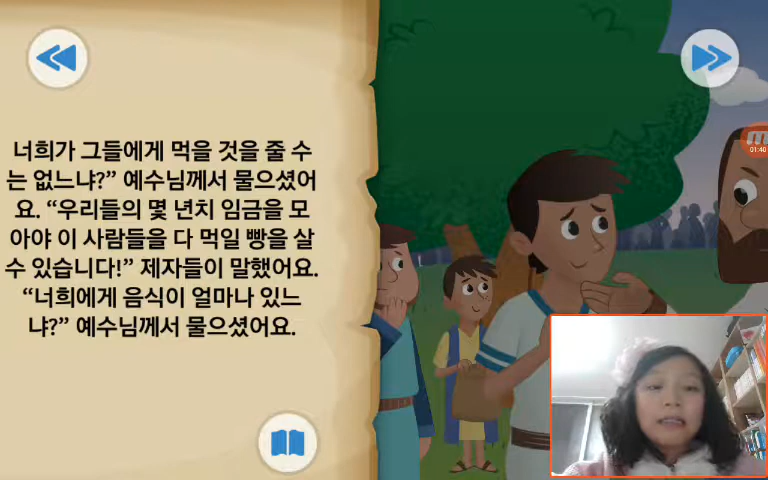 너희가 그들에게 먹을 것을 줄 수
는 없느냐?” 예수님께서 물으셨어
요. “우리들의 몇 년치 임금을 모
아야 이 사람들을 다 먹일 빵을 살
수 있습니다!” 제자들이 말했어요.
“너희에게 음식이 얼마나 있느
냐?” 예수님께서 물으셨어요.
01:40